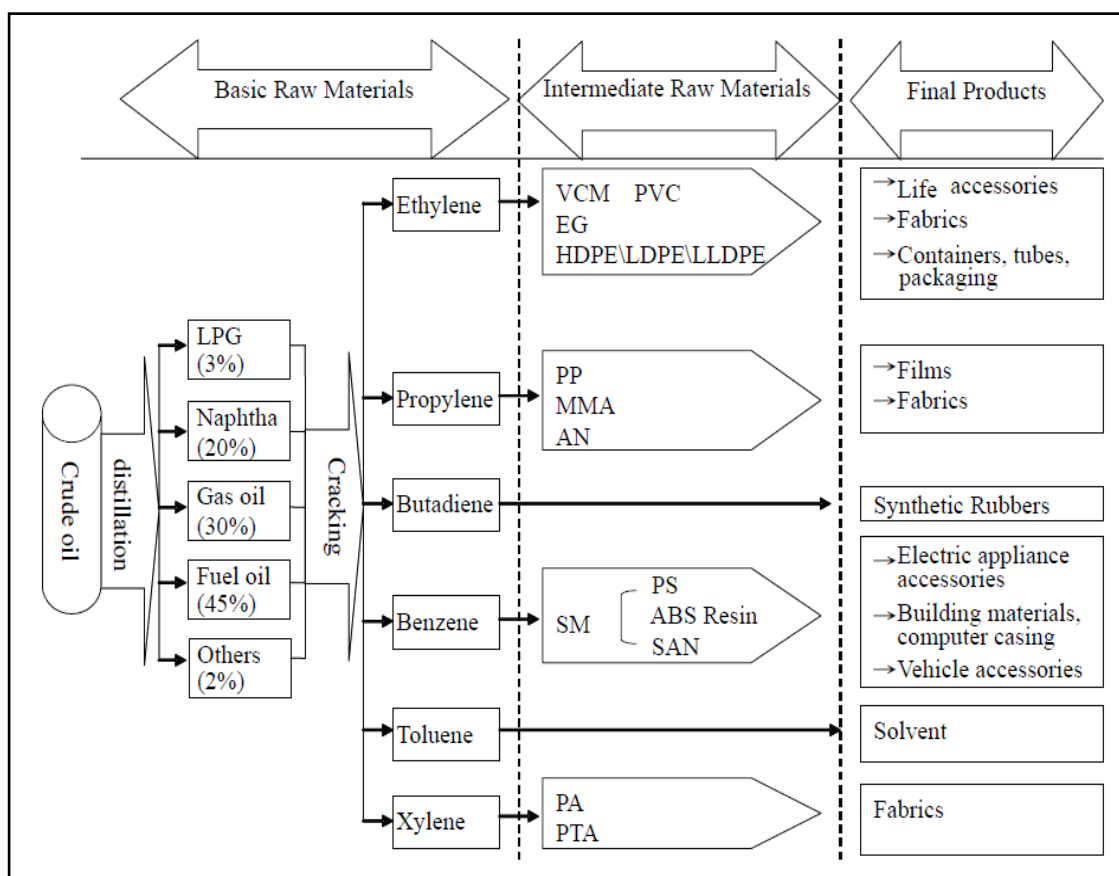 Basic Raw Materials
Intermediate Raw Materials
Final Products
Crude oil
distillation
LPG
(3%)
Naphtha
(20%)
Gas oil
(30%)
Fuel oil
(45%)
Others
(2%)
Cracking
Ethylene
VCM PVC
EG
HDPE\LDPE\LLDPE
→Life accessories
→Fabrics
→Containers, tubes,
packaging
Propylene
PP
MMA
AN
→Films
→Fabrics
Butadiene
Synthetic Rubbers
Benzene
SM
PS
ABS Resin
SAN
→Electric appliance
accessories
→Building materials,
computer casing
→Vehicle accessories
Toluene
Solvent
Xylene
PA
PTA
Fabrics